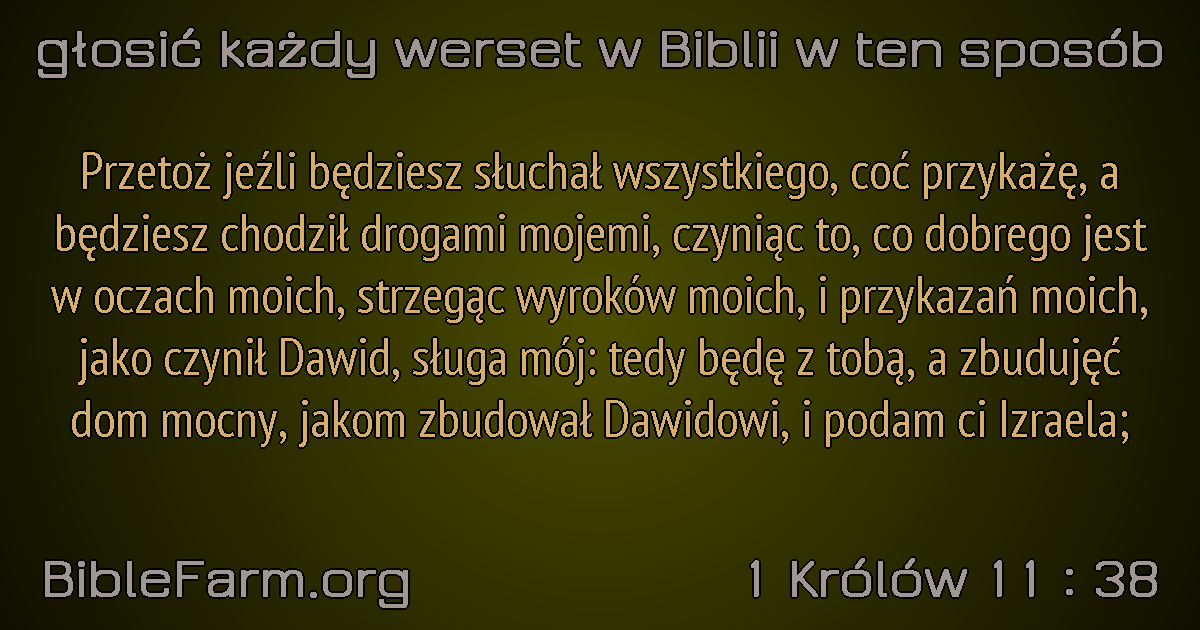 głosić każdy werset w Biblii w ten sposób
Przetoż jeźli będziesz słuchał wszystkiego, coć przykażę, a
będziesz chodził drogami mojemi, czyniąc to, co dobrego jest
w oczach moich, strzegąc wyroków moich, i przykazań moich,
jako czynił Dawid, sługa mój: tedy będę z tobą, a zbudujęć
dom mocny, jakom zbudował Dawidowi, i podam ci Izraela;
BibleFarm.org
1 Królów 11 : 38